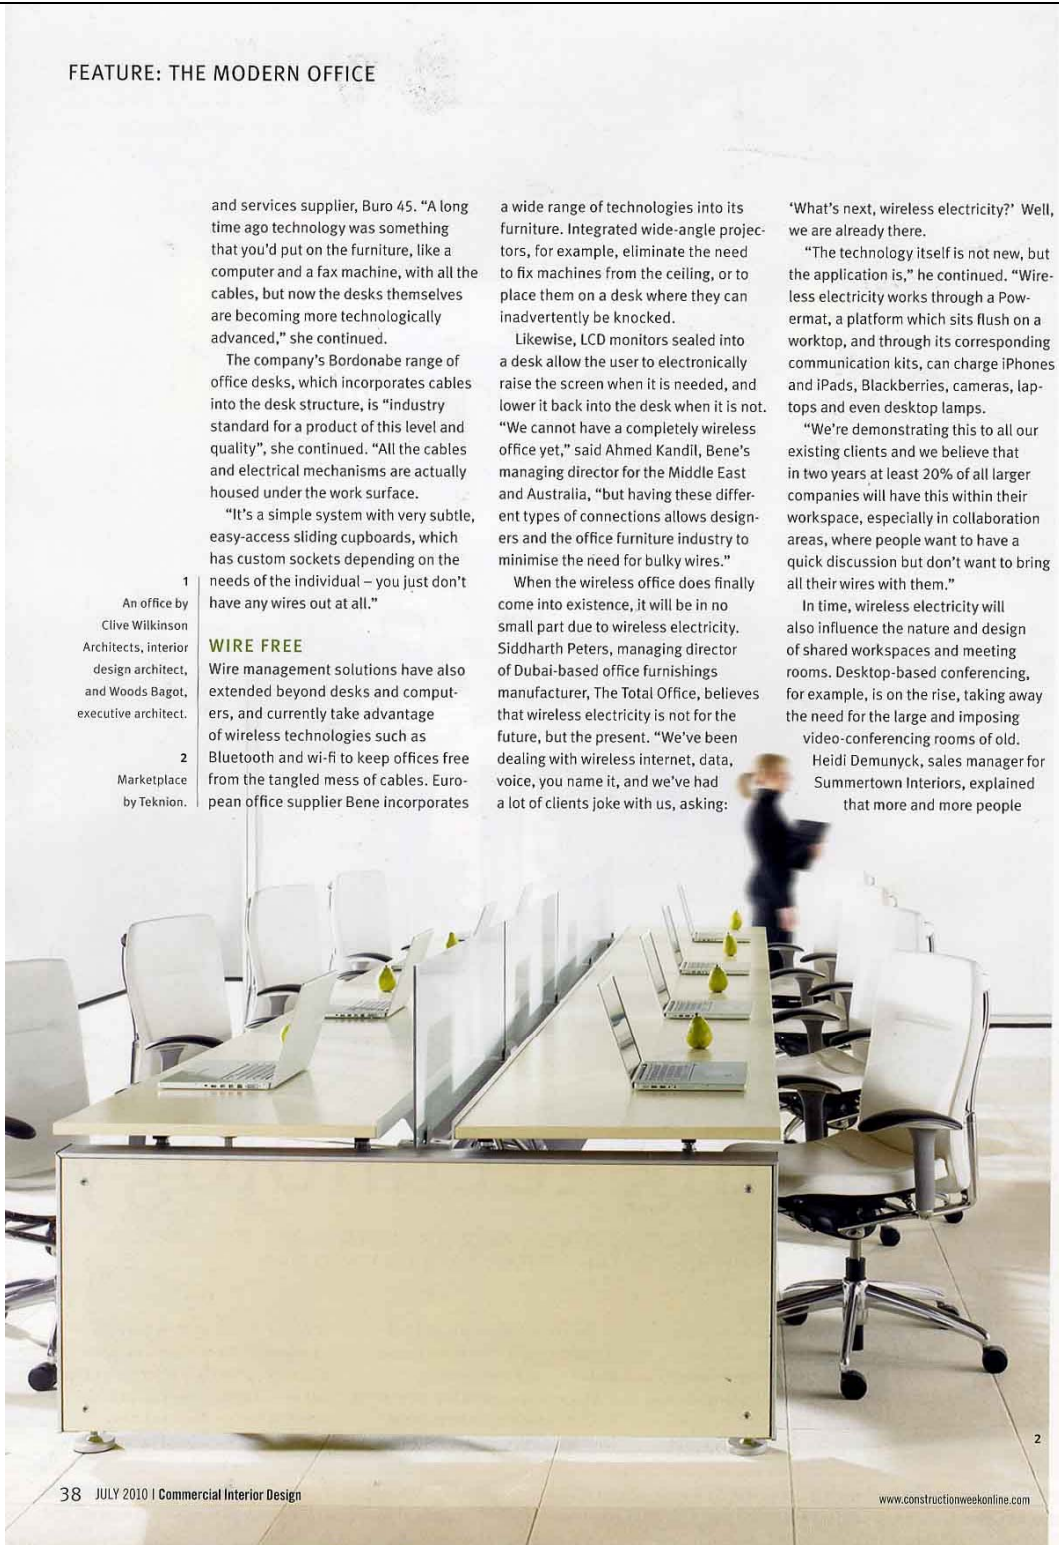 FEATURE: THE MODERN OFFICE
and services supplier, Buro 45. “A long
time ago technology was something
that you'd put on the furniture, like a
computer and a fax machine, with all the
cables, but now the desks themselves
are becoming more technologically
advanced,” she continued.
The company's Bordonabe range of
office desks, which incorporates cables
into the desk structure, is “industry
standard for a product of this level and
quality”, she continued. “All the cables
and electrical mechanisms are actually
housed under the work surface.
“It's a simple system with very subtle,
easy-access sliding cupboards, which
has custom sockets depending on the
needs of the individual – you just don't
have any wires out at all.”
WIRE FREE
Wire management solutions have also
extended beyond desks and comput-
ers, and currently take advantage
of wireless technologies such as
Bluetooth and wi-fi to keep offices free
from the tangled mess of cables. Euro-
pean office supplier Bene incorporates
a wide range of technologies into its
furniture. Integrated wide-angle projec-
tors, for example, eliminate the need
to fix machines from the ceiling, or to
place them on a desk where they can
inadvertently be knocked.
Likewise, LCD monitors sealed into
a desk allow the user to electronically
raise the screen when it is needed, and
lower it back into the desk when it is not.
“We cannot have a completely wireless
office yet,” said Ahmed Kandil, Bene's
managing director for the Middle East
and Australia, “but having these differ-
ent types of connections allows design-
ers and the office furniture industry to
minimise the need for bulky wires.”
When the wireless office does finally
come into existence, it will be in no
small part due to wireless electricity.
Siddharth Peters, managing director
of Dubai-based office furnishings
manufacturer, The Total Office, believes
that wireless electricity is not for the
future, but the present. “We've been
dealing with wireless internet, data,
voice, you name it, and we've had
a lot of clients joke with us, asking:
‘What's next, wireless electricity?’ Well,
we are already there.
“The technology itself is not new, but
the application is,” he continued. “Wire-
less electricity works through a Pow-
ermat, a platform which sits flush on a
worktop, and through its corresponding
communication kits, can charge iPhones
and iPads, Blackberries, cameras, lap-
tops and even desktop lamps.
“We're demonstrating this to all our
existing clients and we believe that
in two years at least 20% of all larger
companies will have this within their
workspace, especially in collaboration
areas, where people want to have a
quick discussion but don't want to bring
all their wires with them.”
In time, wireless electricity will
also influence the nature and design
of shared workspaces and meeting
rooms. Desktop-based conferencing,
for example, is on the rise, taking away
the need for the large and imposing
video-conferencing rooms of old.
Heidi Demunyck, sales manager for
Summertown Interiors, explained
that more and more people
1
An office by
Clive Wilkinson
Architects, interior
design architect,
and Woods Bagot,
executive architect.
2
Marketplace
by Teknion.
2
38 JULY 2010 | Commercial Interior Design
www.constructionweekonline.com